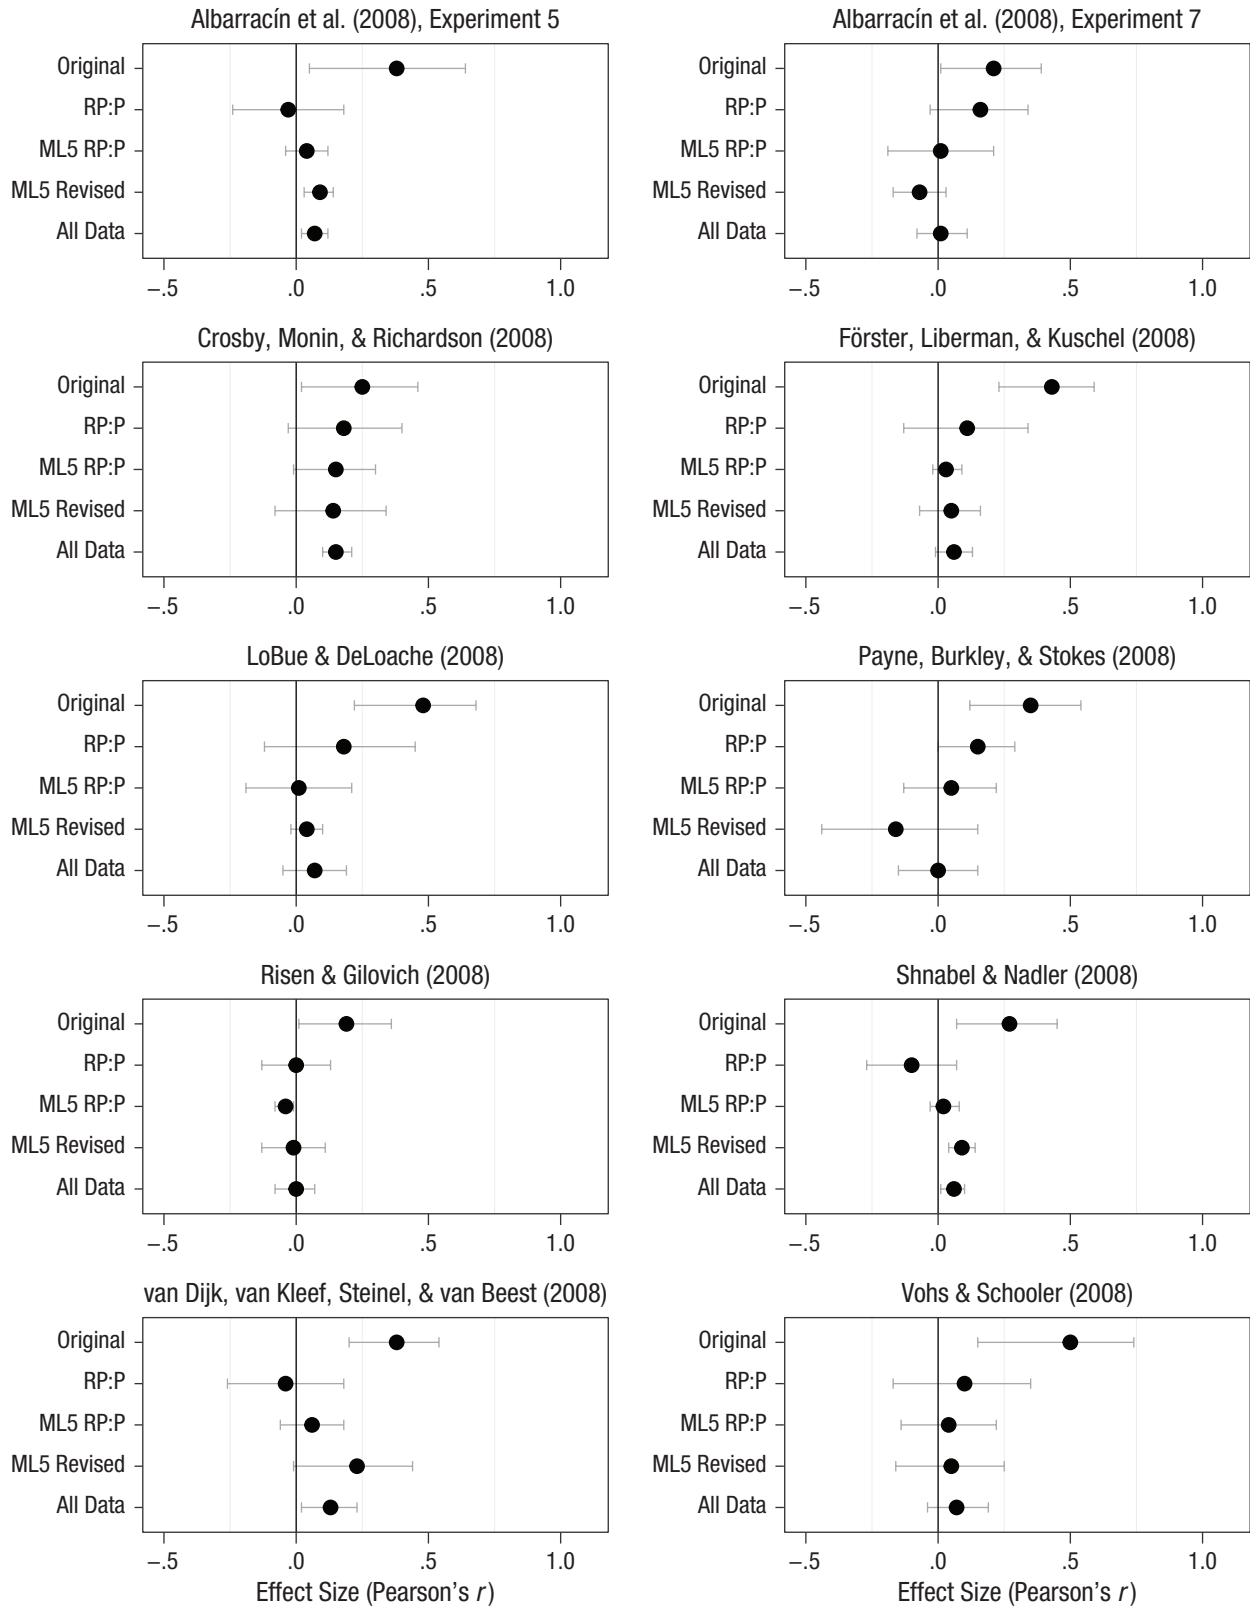 Albarracín et al. (2008), Experiment 5
Original
RP:P
ML5 RP:P
ML5 Revised
All Data
–.5 .0 .5 1.0
Albarracín et al. (2008), Experiment 7
Original
RP:P
ML5 RP:P
ML5 Revised
All Data
–.5 .0 .5 1.0
Crosby, Monin, & Richardson (2008)
Original
RP:P
ML5 RP:P
ML5 Revised
All Data
–.5 .0 .5 1.0
Förster, Liberman, & Kuschel (2008)
Original
RP:P
ML5 RP:P
ML5 Revised
All Data
–.5 .0 .5 1.0
LoBue & DeLoache (2008)
Original
RP:P
ML5 RP:P
ML5 Revised
All Data
–.5 .0 .5 1.0
Payne, Burkley, & Stokes (2008)
Original
RP:P
ML5 RP:P
ML5 Revised
All Data
–.5 .0 .5 1.0
Risen & Gilovich (2008)
Original
RP:P
ML5 RP:P
ML5 Revised
All Data
–.5 .0 .5 1.0
Shnabel & Nadler (2008)
Original
RP:P
ML5 RP:P
ML5 Revised
All Data
–.5 .0 .5 1.0
van Dijk, van Kleef, Steinel, & van Beest (2008)
Original
RP:P
ML5 RP:P
ML5 Revised
All Data
–.5 .0 .5 1.0
Effect Size (Pearson’s r)
Vohs & Schooler (2008)
Original
RP:P
ML5 RP:P
ML5 Revised
All Data
–.5 .0 .5 1.0
Effect Size (Pearson’s r)